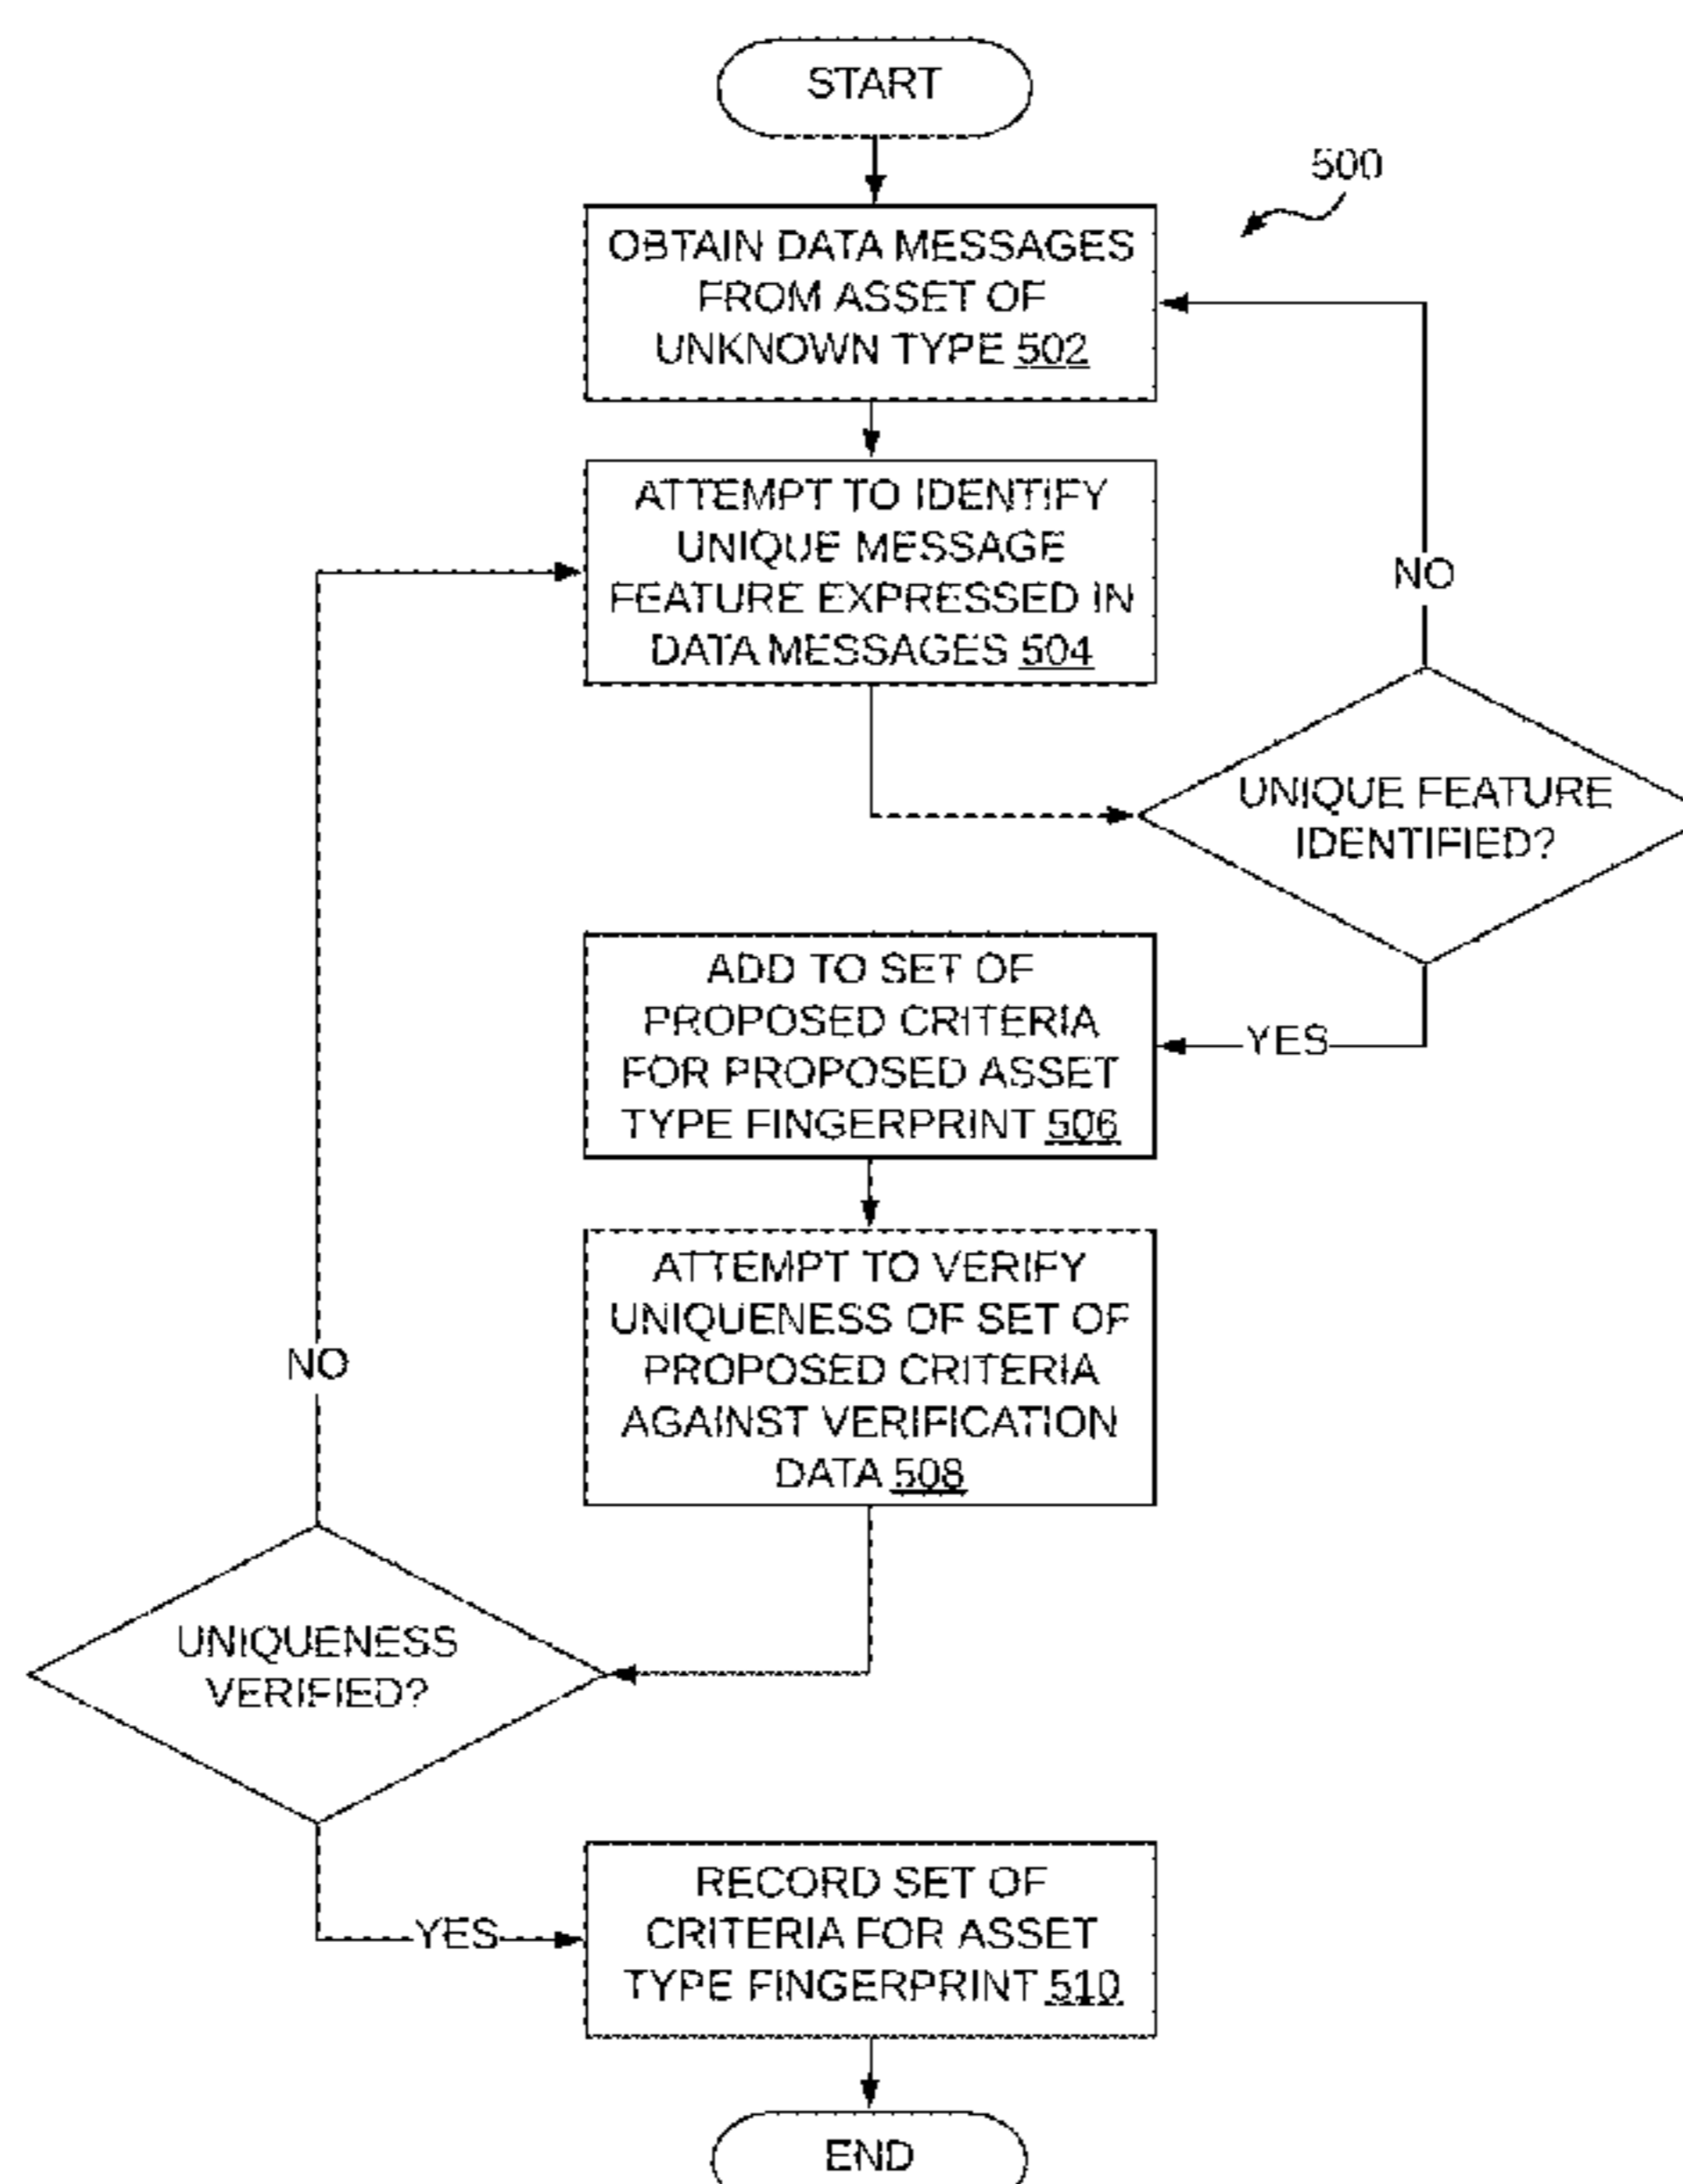 START
500
OBTAIN DATA MESSAGES
FROM ASSET OF
UNKNOWN TYPE 502
ATTEMPT TO IDENTIFY
UNIQUE MESSAGE
FEATURE EXPRESSED IN
DATA MESSAGES 504
NO
UNIQUE FEATURE
IDENTIFIED?
YES
ADD TO SET OF
PROPOSED CRITERIA
FOR PROPOSED ASSET
TYPE FINGERPRINT 506
ATTEMPT TO VERIFY
UNIQUENESS OF SET OF
PROPOSED CRITERIA
AGAINST VERIFICATION
DATA 508
NO
UNIQUENESS
VERIFIED?
YES
RECORD SET OF
CRITERIA FOR ASSET
TYPE FINGERPRINT 510
END